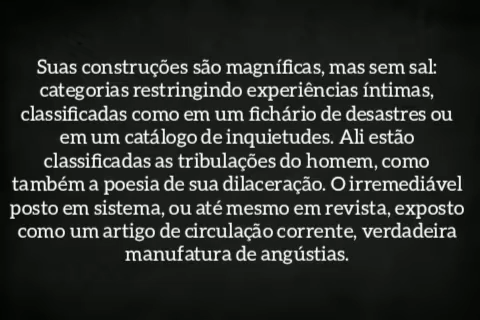 Suas construções são magníficas, mas sem sal:
categorias restringindo experiências íntimas,
classificadas como em um fichário de desastres ou
em um catálogo de inquietudes. Ali estão
classificadas as tribulações do homem, como
também a poesia de sua dilaceração. O irremediável
posto em sistema, ou até mesmo em revista, exposto
como um artigo de circulação corrente, verdadeira
manufatura de angústias.